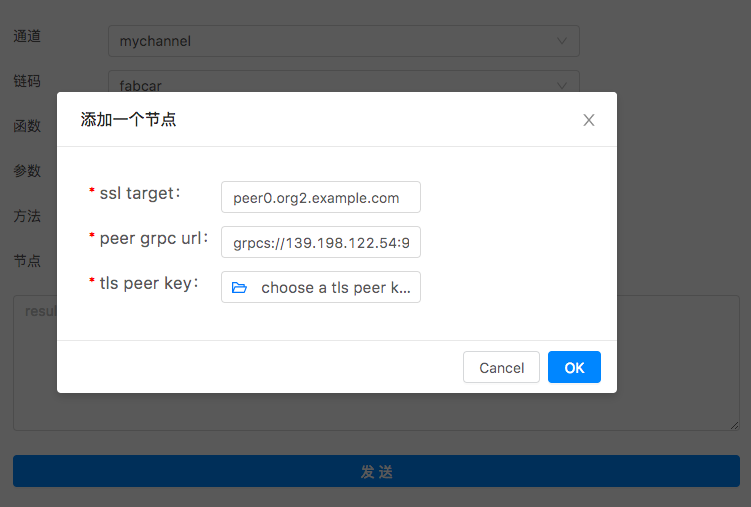 通道
mychannel
链码
fabcar
函数
参数
方法
节点
添加一个节点
* ssl target:
peer0.org2.example.com
* peer grpc url:
grpcs://139.198.122.54:9
* tls peer key:
choose a tls peer k...
Cancel
OK
resul
发 送